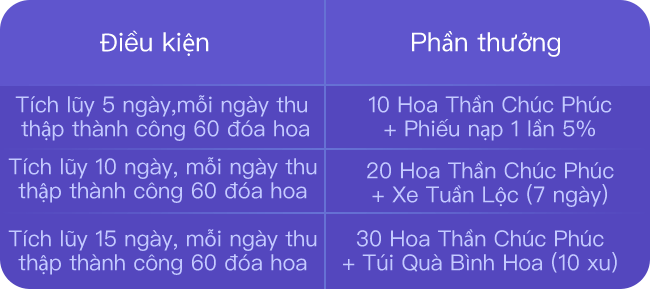 Điều kiện
Phần thưởng
Tích lũy 5 ngày,mỗi ngày thu
thập thành công 60 đóa hoa
10 Hoa Thần Chúc Phúc
+ Phiếu nạp 1 lần 5%
Tích lũy 10 ngày, mỗi ngày thu
thập thành công 60 đóa hoa
20 Hoa Thần Chúc Phúc
+ Xe Tuần Lộc (7 ngày)
Tích lũy 15 ngày, mỗi ngày thu
thập thành công 60 đóa hoa
30 Hoa Thần Chúc Phúc
+ Túi Quà Bình Hoa (10 xu)